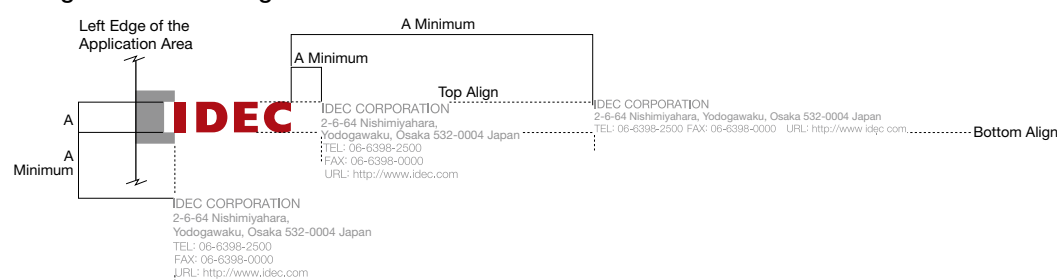 Left Edge of the
Application Area
A Minimum
A Minimum
Top Align
A
A
Minimum
IDEC
IDEC CORPORATION
2-6-64 Nishimiyahara,
Yodogawaku, Osaka 532-0004 Japan
TEL: 06-6398-2500
FAX: 06-6398-0000
URL: http://www.idec.com
IDEC CORPORATION
2-6-64 Nishimiyahara, Yodogawaku, Osaka 532-0004 Japan
TEL: 06-6398-2500 FAX: 06-6398-0000 URL: http://www.idec.com
Bottom Align
IDEC CORPORATION
2-6-64 Nishimiyahara,
Yodogawaku, Osaka 532-0004 Japan
TEL: 06-6398-2500
FAX: 06-6398-0000
URL: http://www.idec.com